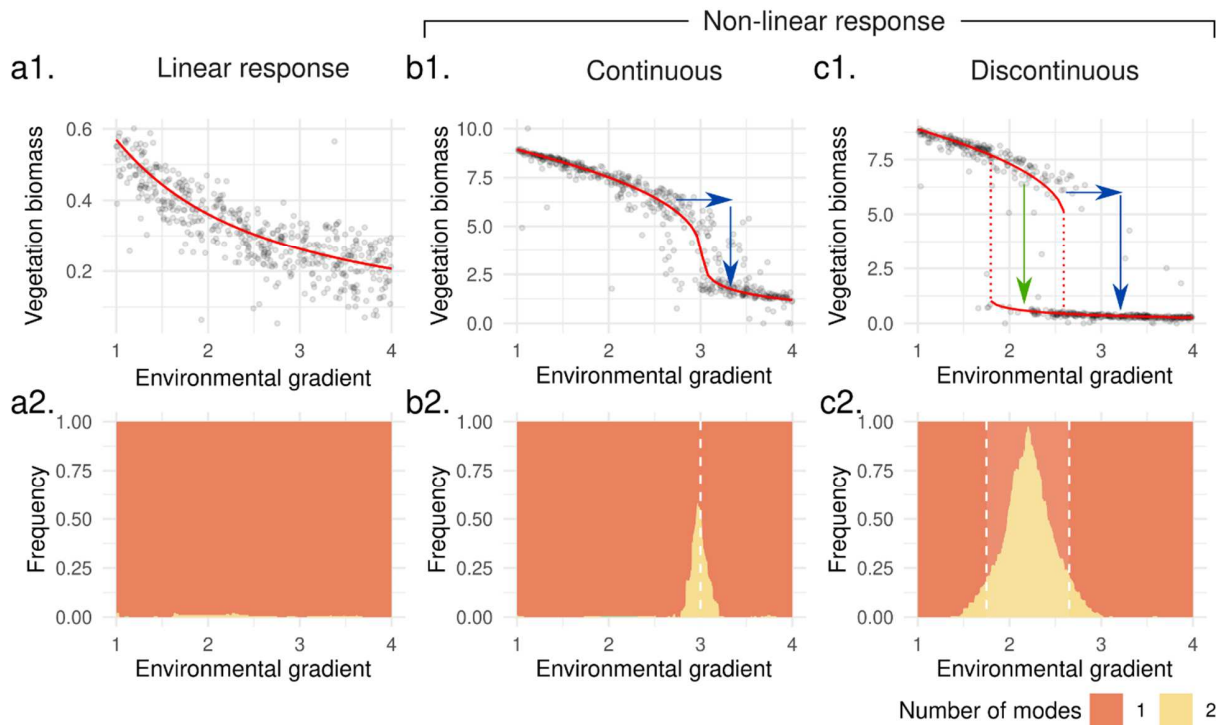 Non-linear response
a1. Linear response
b1. Continuous
c1. Discontinuous
Vegetation biomass
0.6
0.4
0.2
1 2 3 4
Environmental gradient
Vegetation biomass
10.0
7.5
5.0
2.5
0.0
1 2 3 4
Environmental gradient
Vegetation biomass
7.5
5.0
2.5
0.0
1 2 3 4
Environmental gradient
a2.
Frequency
1.00
0.75
0.50
0.25
0.00
1 2 3 4
Environmental gradient
b2.
Frequency
1.00
0.75
0.50
0.25
0.00
1 2 3 4
Environmental gradient
c2.
Frequency
1.00
0.75
0.50
0.25
0.00
1 2 3 4
Environmental gradient
Number of modes 1 2